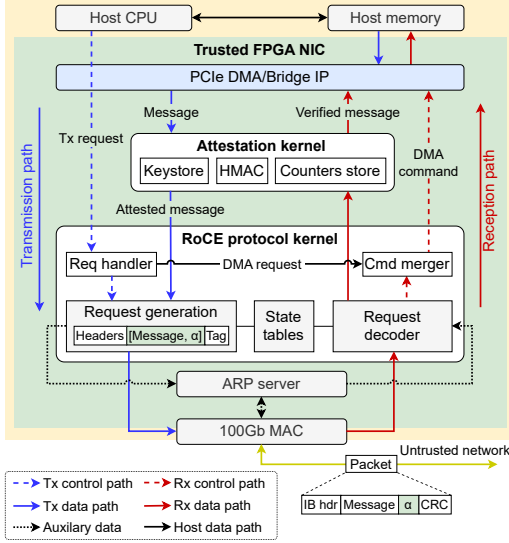 Host CPU
Host memory
Trusted FPGA NIC
PCIe DMA/Bridge IP
Message
Verified message
Tx request
Attestation kernel
Keystore
HMAC
Counters store
DMA
command
Transmission path
Reception path
Attested message
RoCE protocol kernel
Req handler
DMA request
Cmd merger
Request generation
Headers
[Message, α]
Tag
State
tables
Request
decoder
ARP server
100Gb MAC
Untrusted network
Packet
IB hdr
Message
α
CRC
Tx control path
Rx control path
Tx data path
Rx data path
Auxilary data
Host data path